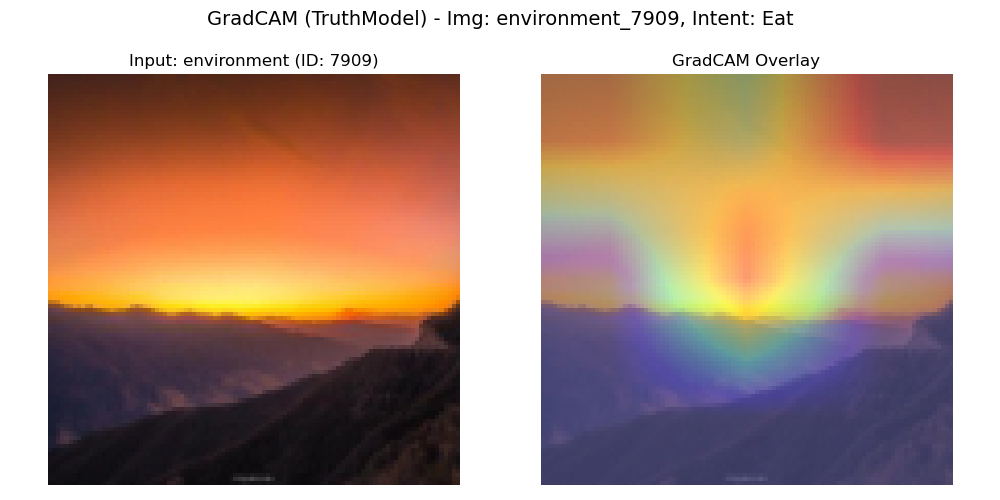 GradCAM (TruthModel) - Img: environment_7909, Intent: Eat
Input: environment (ID: 7909)
GradCAM Overlay